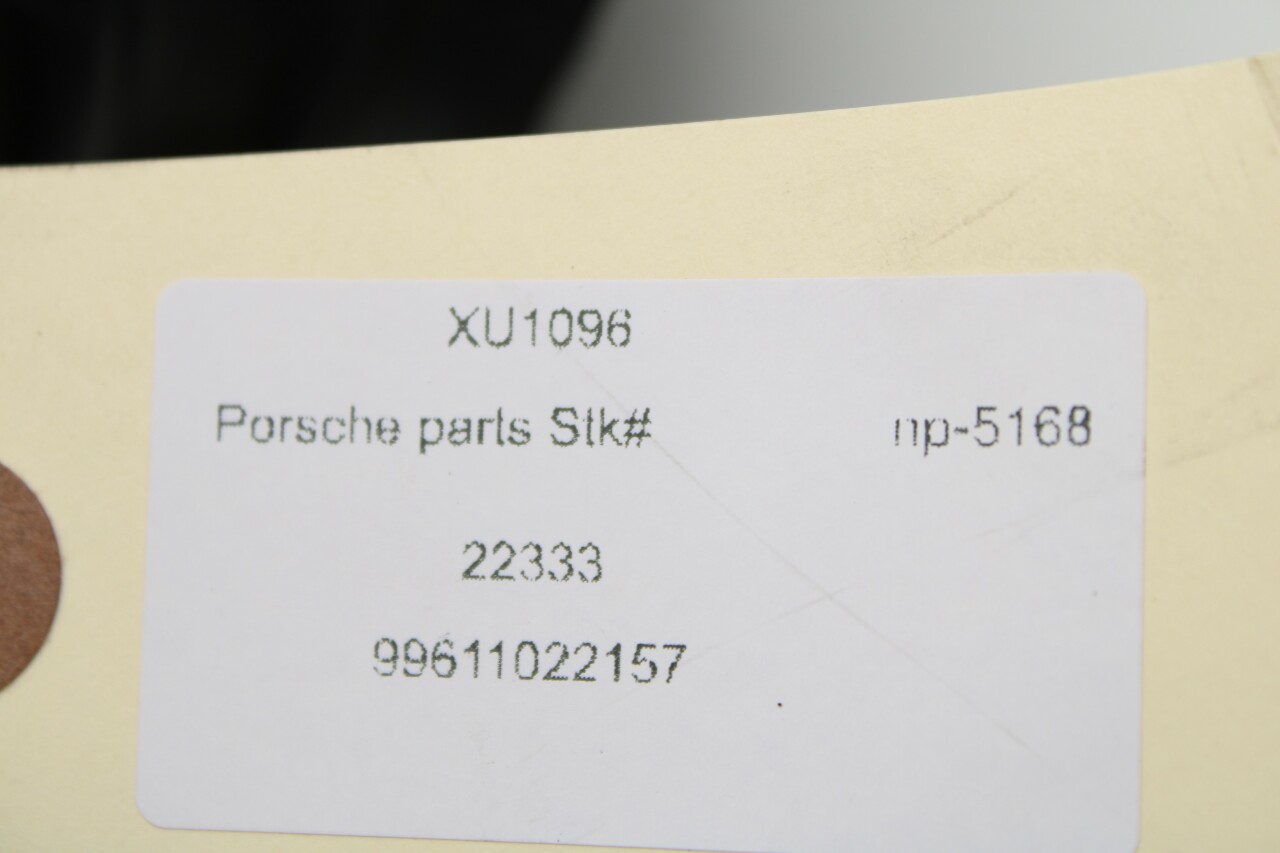 XU1096
Porsche parts Stk# np-5168
22333
99611022157